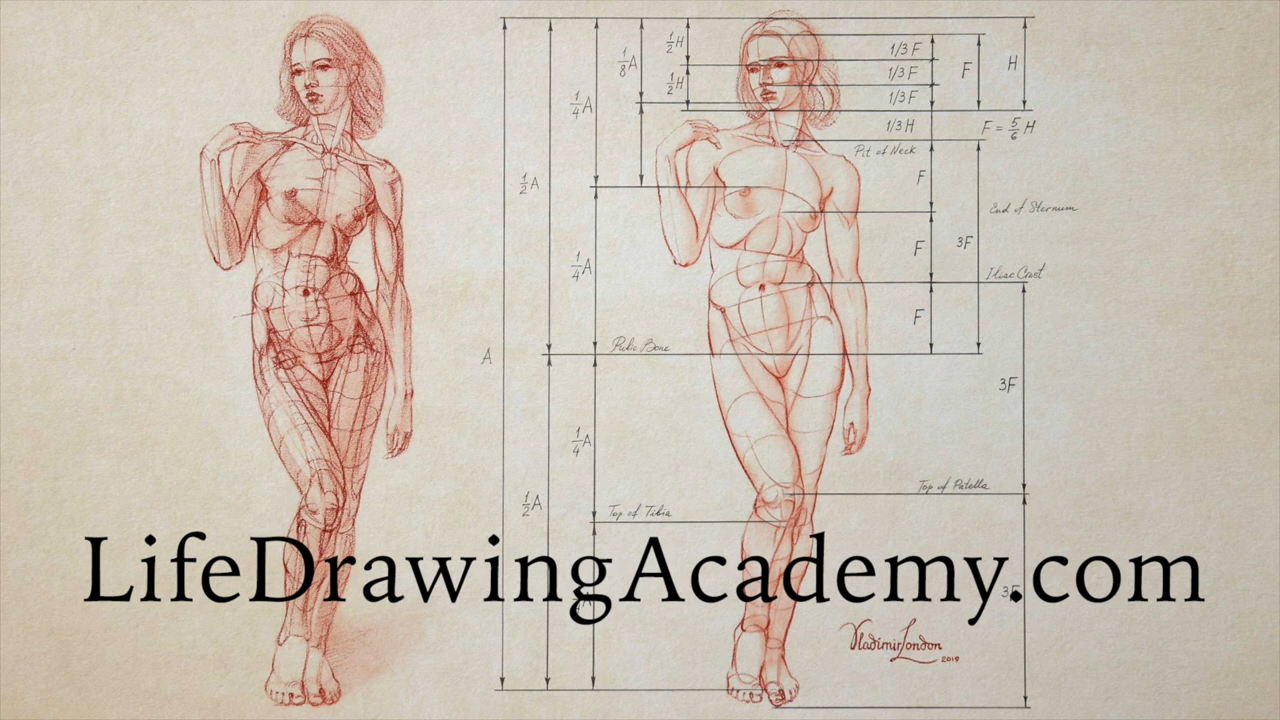 1/2 H
1/8 A
1/3 F
H
F
1/3 F
1/2 H
1/4 A
1/3 F
1/3 H
F = 5/6 H
Pit of Neck
F
1/2 A
End of Sternum
3F
F
1/4 A
Iliac Crest
F
Pubic Bone
A
3F
1/4 A
Top of Patella
1/2 A
Top of Tibia
LifeDrawingAcademy.com
Vladimir London
2019